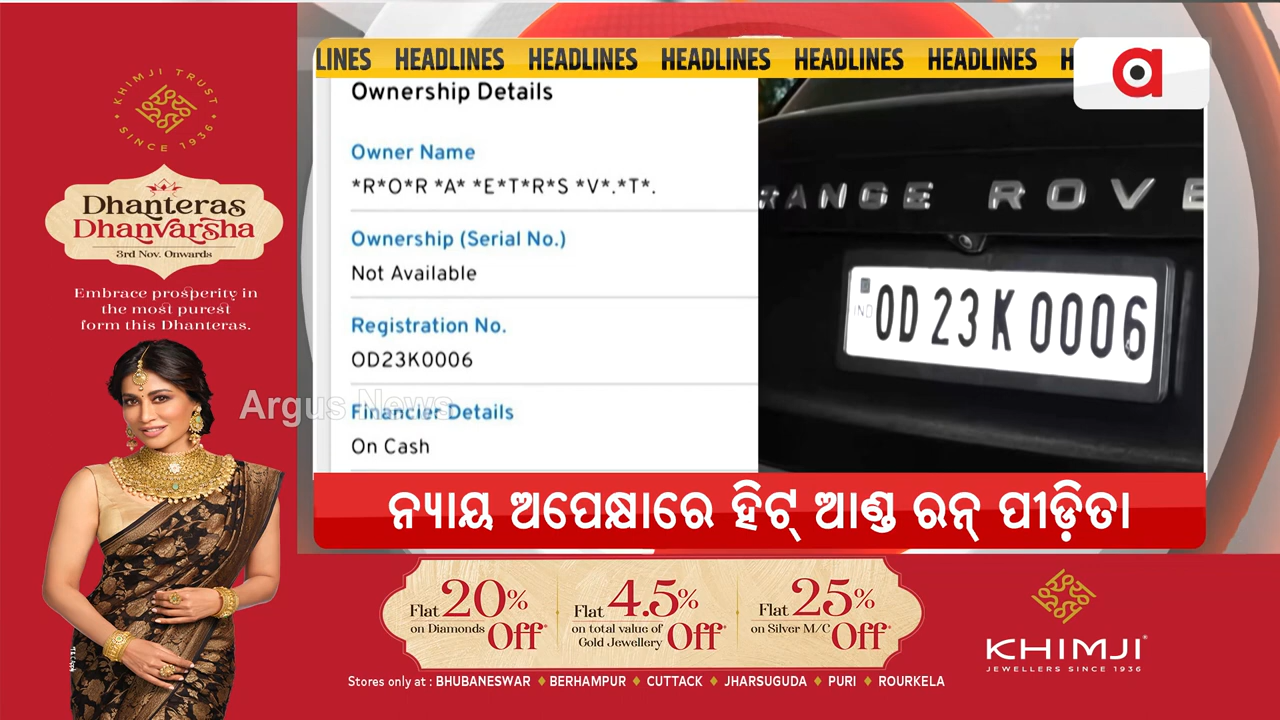 KHIMJI TRUST
SINCE 1936
Dhanteras
Dhanvarsha
3rd Nov. Onwards
Embrace prosperity in
the most purest
form this Dhanteras.
LINES HEADLINES HEADLINES HEADLINES HEADLINES HEADLINES H
a
Ownership Details
Owner Name
*R*O*R *A* *E*T*R*S *V*.*T*.
Ownership (Serial No.)
Not Available
Registration No.
OD23K0006
Financier Details
On Cash
RANGE ROVE
IND
OD 23 K 0006
Argus News
ନ୍ୟାୟ ଅପେକ୍ଷାରେ ହିଟ୍ ଆଣ୍ଡ ରନ୍ ପୀଡ଼ିତା
Flat 20% Off*
on Diamonds
Flat 4.5% Off*
on total value of
Gold Jewellery
Flat 25% Off*
on Silver M/C
KHIMJI
JEWELLERS SINCE 1936
Stores only at : BHUBANESWAR ♦ BERHAMPUR ♦ CUTTACK ♦ JHARSUGUDA ♦ PURI ♦ ROURKELA